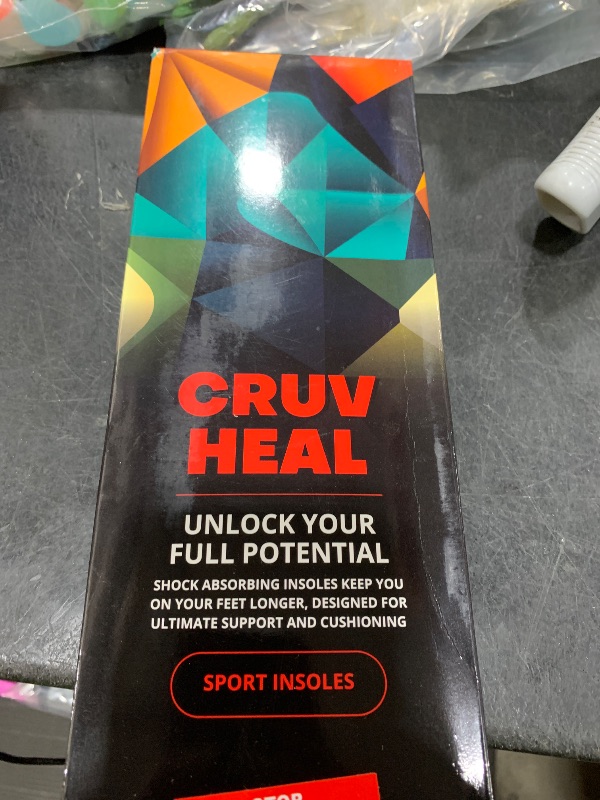 CRUV
HEAL
UNLOCK YOUR
FULL POTENTIAL
SHOCK ABSORBING INSOLES KEEP YOU
ON YOUR FEET LONGER, DESIGNED FOR
ULTIMATE SUPPORT AND CUSHIONING
SPORT INSOLES